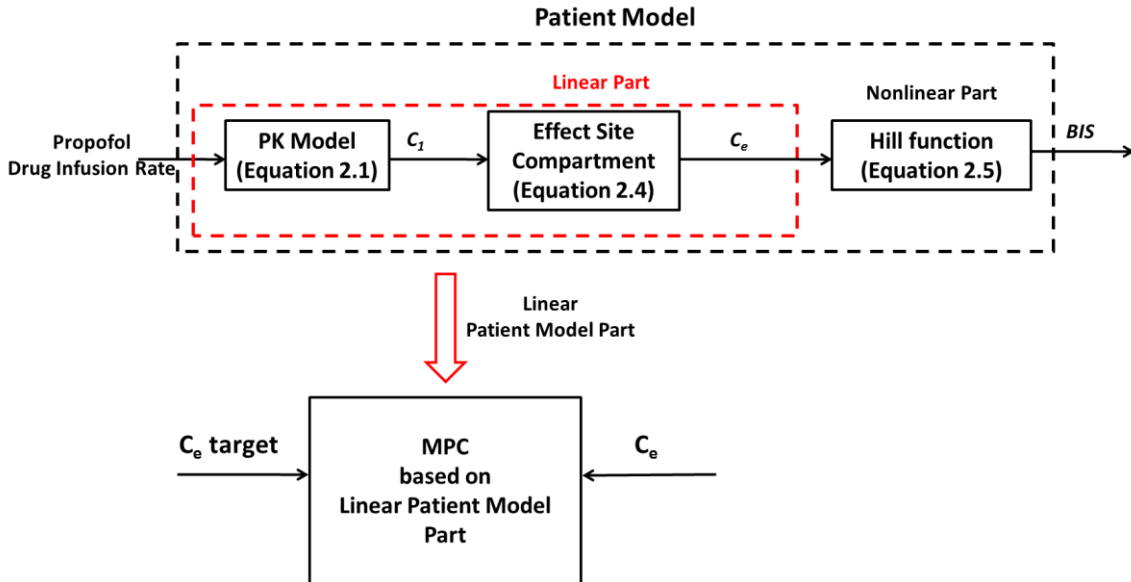 Patient Model
Linear Part
Nonlinear Part
Propofol
Drug Infusion Rate
PK Model
(Equation 2.1)
C1
Effect Site
Compartment
(Equation 2.4)
Ce
Hill function
(Equation 2.5)
BIS
Linear
Patient Model Part
Ce target
MPC
based on
Linear Patient Model
Part
Ce